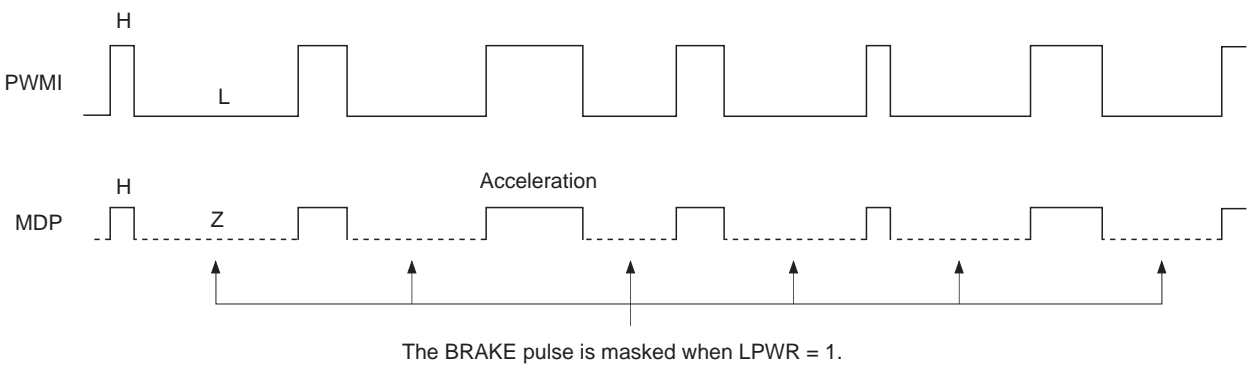 H
PWMI
L
H
Acceleration
MDP
Z
The BRAKE pulse is masked when LPWR = 1.